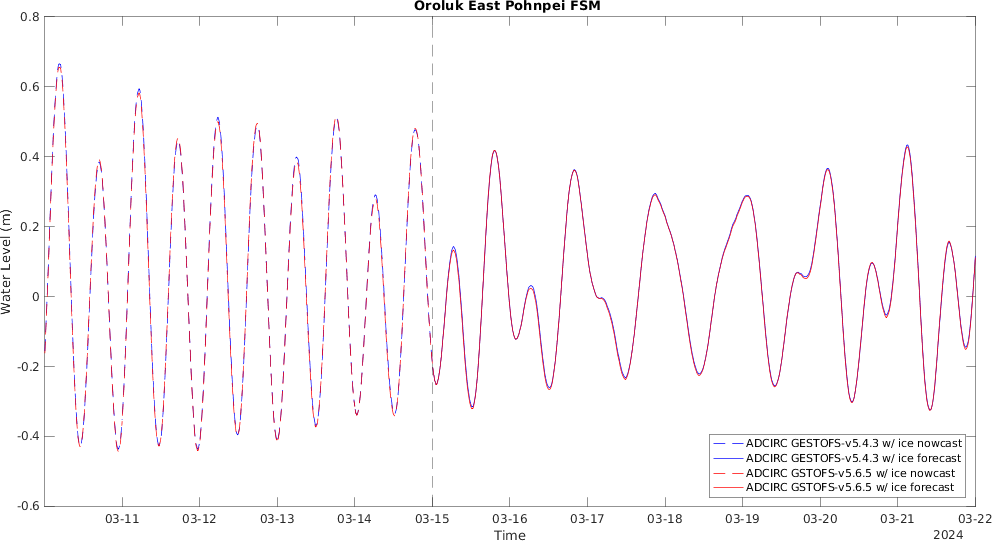 Oroluk East Pohnpei FSM
0.8
0.6
0.4
0.2
0
-0.2
-0.4
-0.6
Water Level (m)
ADCIRC GESTOFS-v5.4.3 w/ ice nowcast
ADCIRC GESTOFS-v5.4.3 w/ ice forecast
ADCIRC GSTOFS-v5.6.5 w/ ice nowcast
ADCIRC GSTOFS-v5.6.5 w/ ice forecast
03-11 03-12 03-13 03-14 03-15 03-16 03-17 03-18 03-19 03-20 03-21 03-22
Time
2024